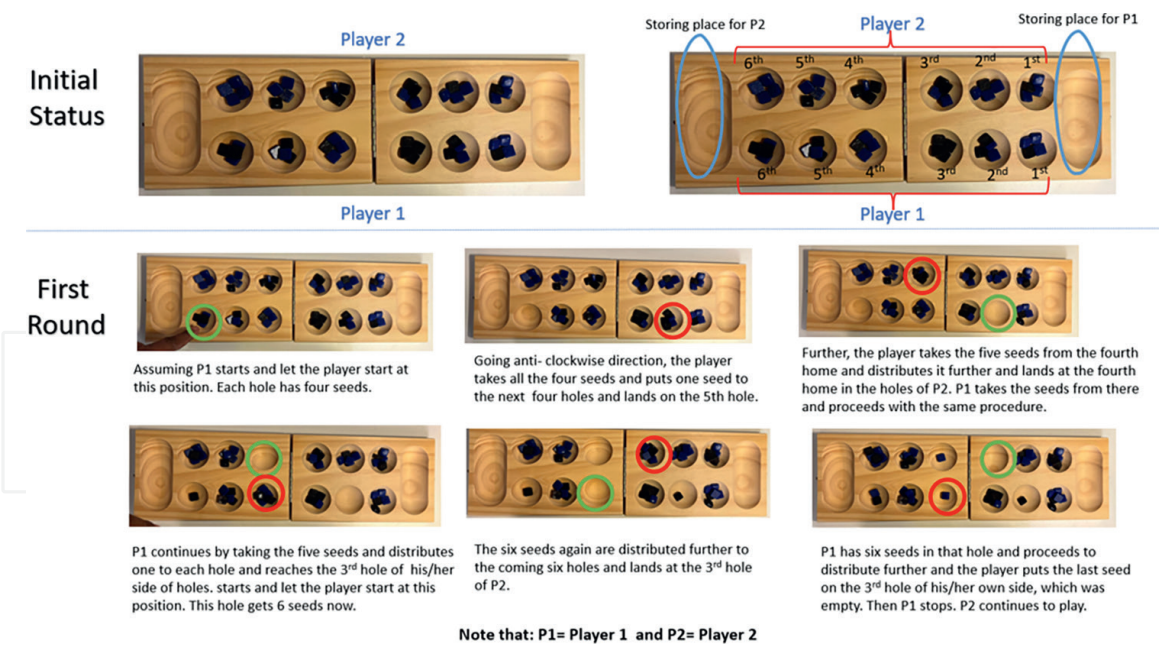 Player 2
Initial
Status
Player 1
Storing place for P2
Player 2
Storing place for P1
6th 5th 4th 3rd 2nd 1st
6th 5th 4th 3rd 2nd 1st
Player 1
First
Round
Assuming P1 starts and let the player start at
this position. Each hole has four seeds.
Going anti- clockwise direction, the player
takes all the four seeds and puts one seed to
the next four holes and lands on the 5th hole.
Further, the player takes the five seeds from the fourth
home and distributes it further and lands at the fourth
home in the holes of P2. P1 takes the seeds from there
and proceeds with the same procedure.
P1 continues by taking the five seeds and distributes
one to each hole and reaches the 3rd hole of his/her
side of holes. starts and let the player start at this
position. This hole gets 6 seeds now.
The six seeds again are distributed further to the
coming six holes and lands at the 3rd hole
of P2.
P1 has six seeds in that hole and proceeds to
distribute further and the player puts the last seed
on the 3rd hole of his/her own side, which was
empty. Then P1 stops. P2 continues to play.
Note that: P1= Player 1 and P2= Player 2